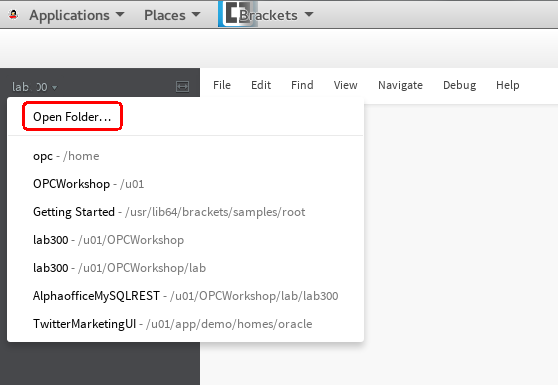 Applications Places Brackets
lab 00 File Edit Find View Navigate Debug Help
Open Folder...
opc - /home
OPCWorkshop - /u01
Getting Started - /usr/lib64/brackets/samples/root
lab300 - /u01/OPCWorkshop
lab300 - /u01/OPCWorkshop/lab
AlphaofficeMySQLREST - /u01/OPCWorkshop/lab/lab300
TwitterMarketingUI - /u01/app/demo/homes/oracle